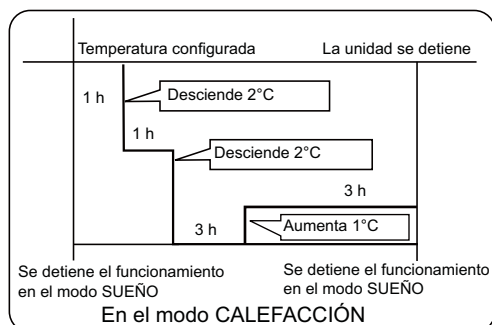 Temperatura configurada
La unidad se detiene
1 h
Desciende 2°C
1 h
Desciende 2°C
3 h
3 h
Aumenta 1°C
Se detiene el funcionamiento
en el modo SUEÑO
Se detiene el funcionamiento
en el modo SUEÑO
En el modo CALEFACCIÓN